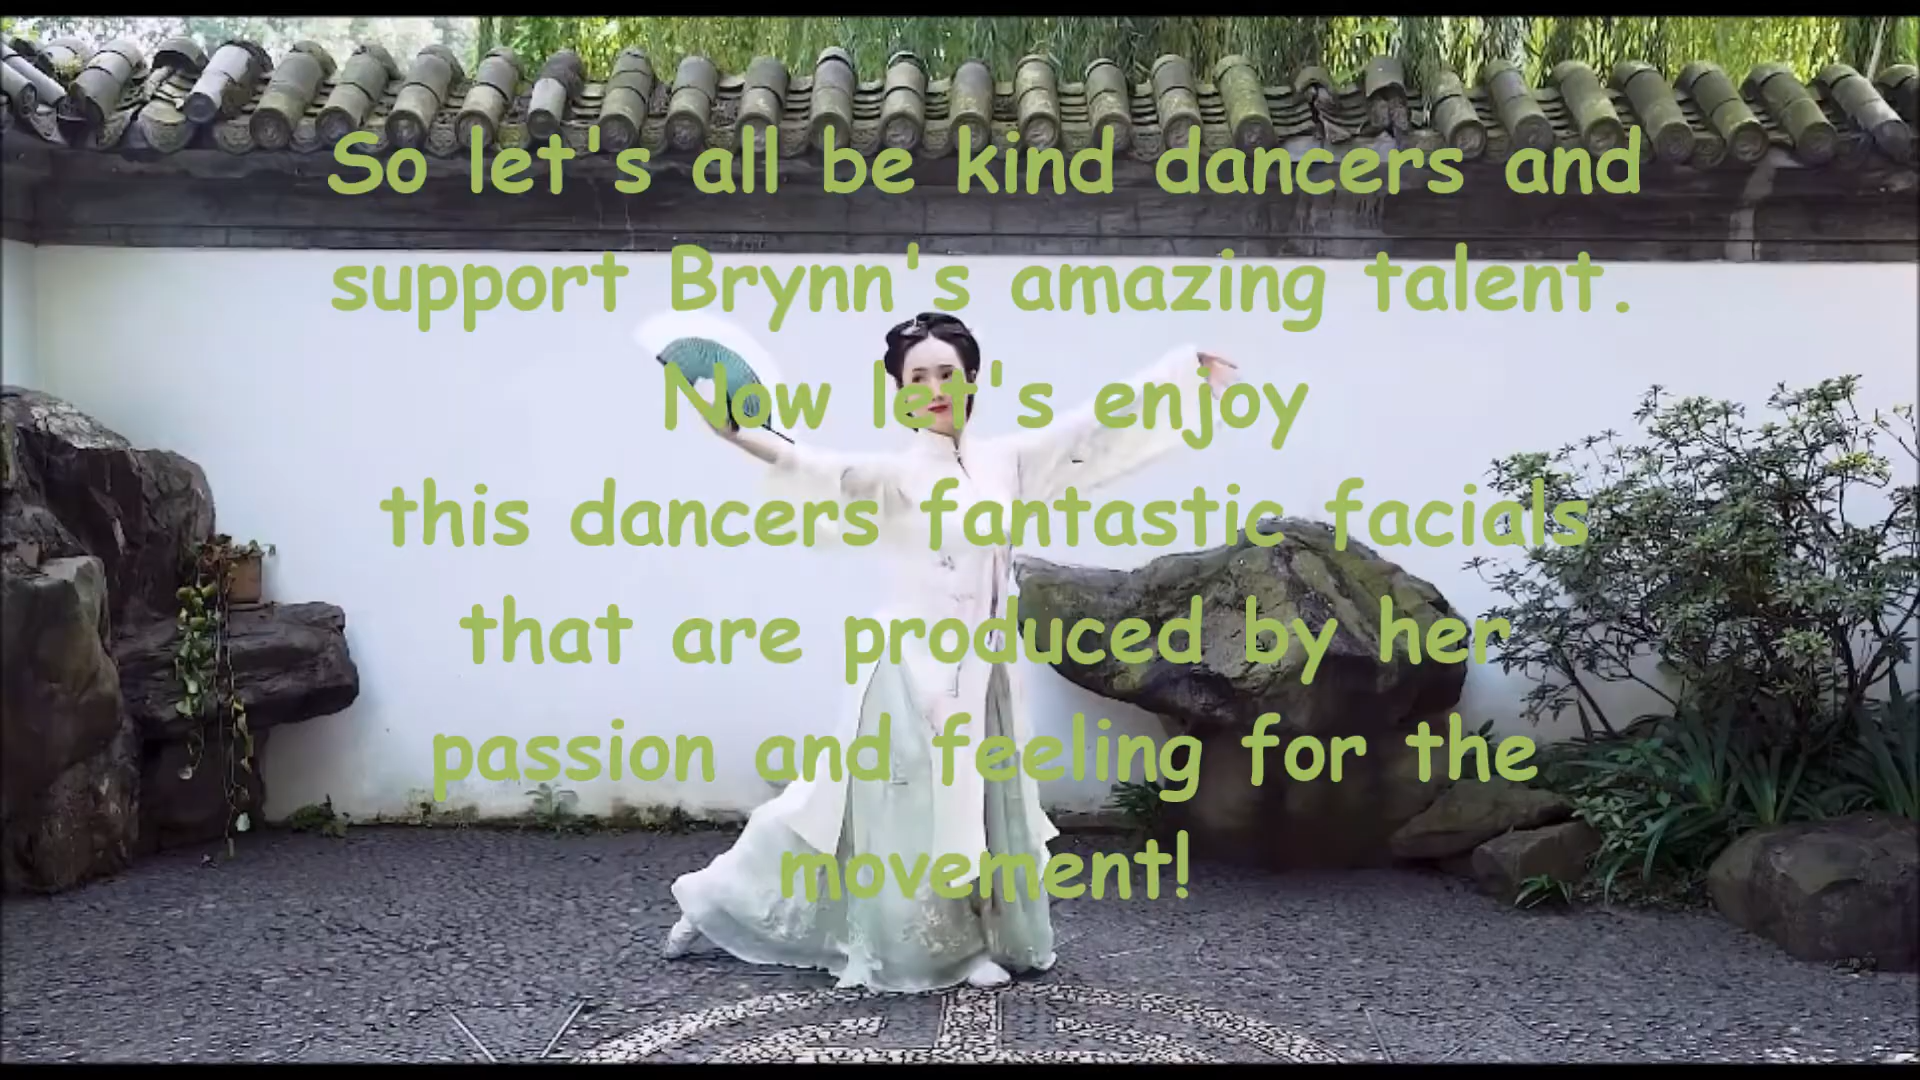 So let's all be kind dancers and
support Brynn's amazing talent.
Now let's enjoy
this dancers fantastic facials
that are produced by her
passion and feeling for the
movement!